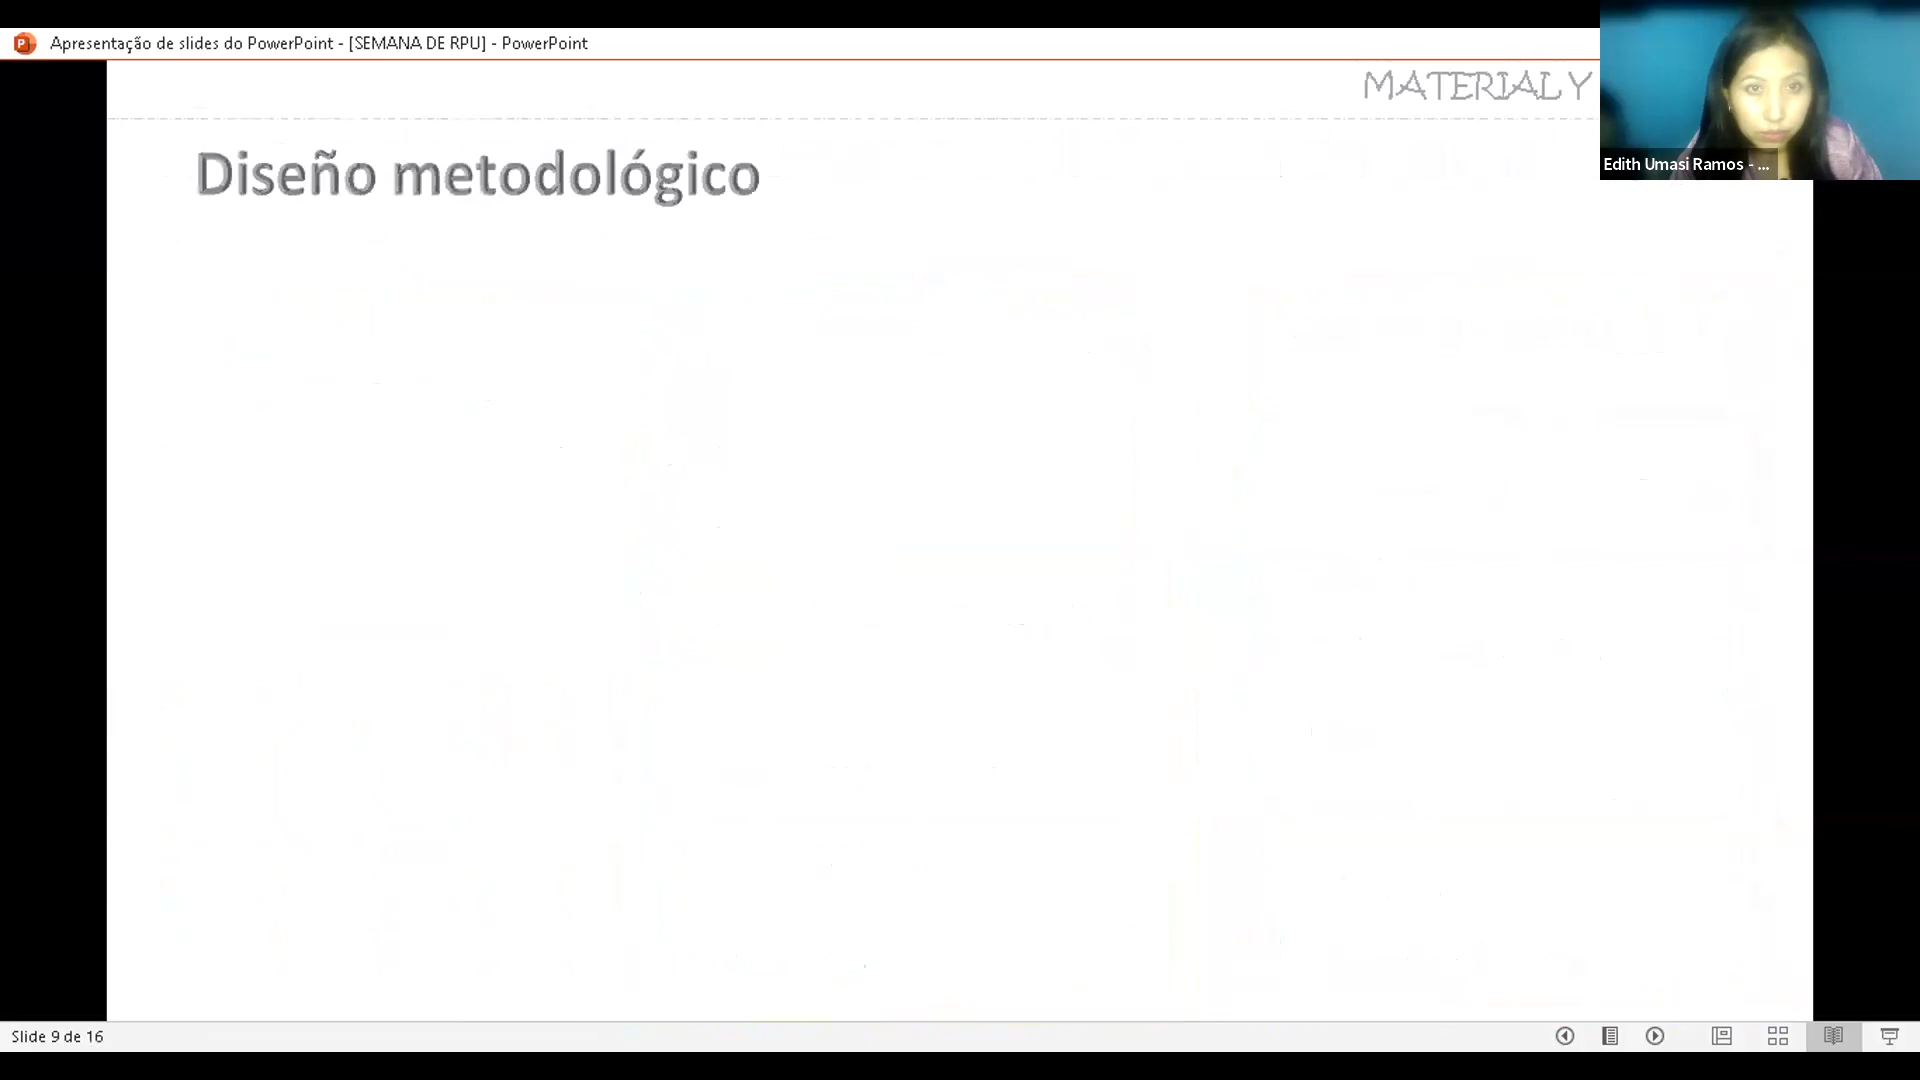 Apresentação de slides do PowerPoint - [SEMANA DE RPU] - PowerPoint
MATERIAL Y
Edith Umasi Ramos - ...
Diseño metodológico
Slide 9 de 16